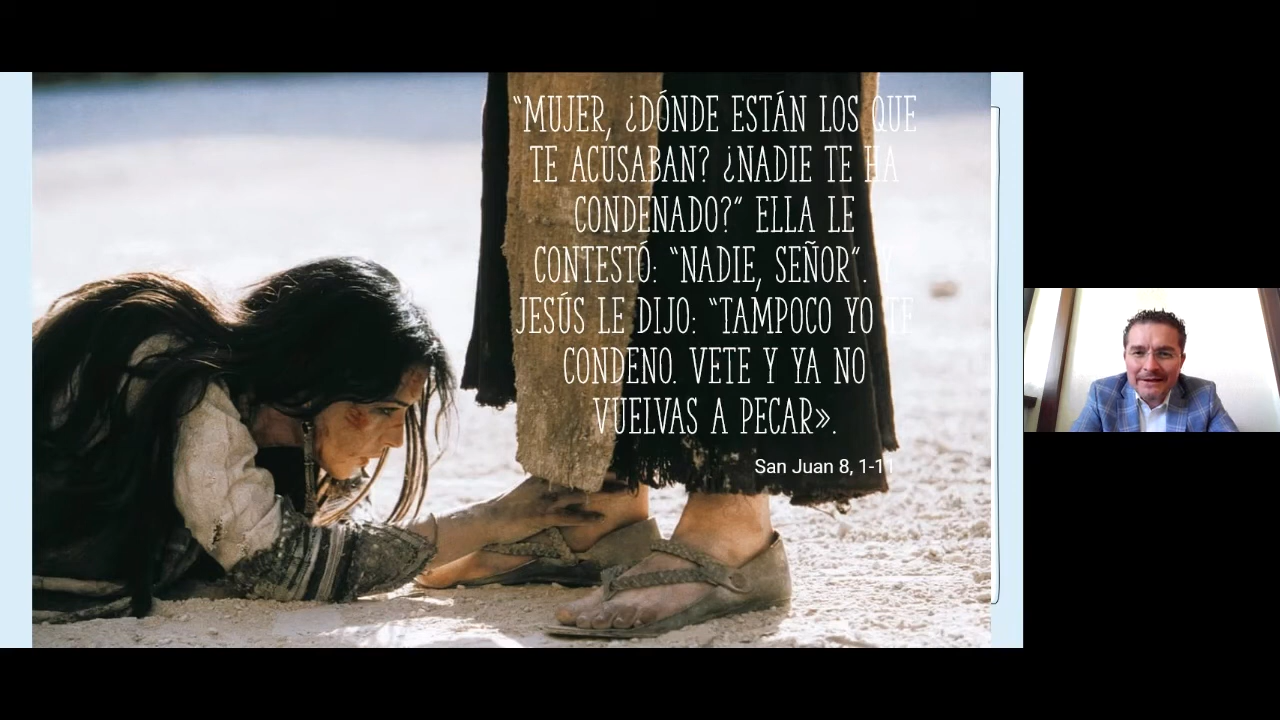 “MUJER, ¿DÓNDE ESTÁN LOS QUE
TE ACUSABAN? ¿NADIE TE HA
CONDENADO?” ELLA LE
CONTESTÓ: “NADIE, SEÑOR”. Y
JESÚS LE DIJO: “TAMPOCO YO TE
CONDENO. VETE Y YA NO
VUELVAS A PECAR».
San Juan 8, 1-11